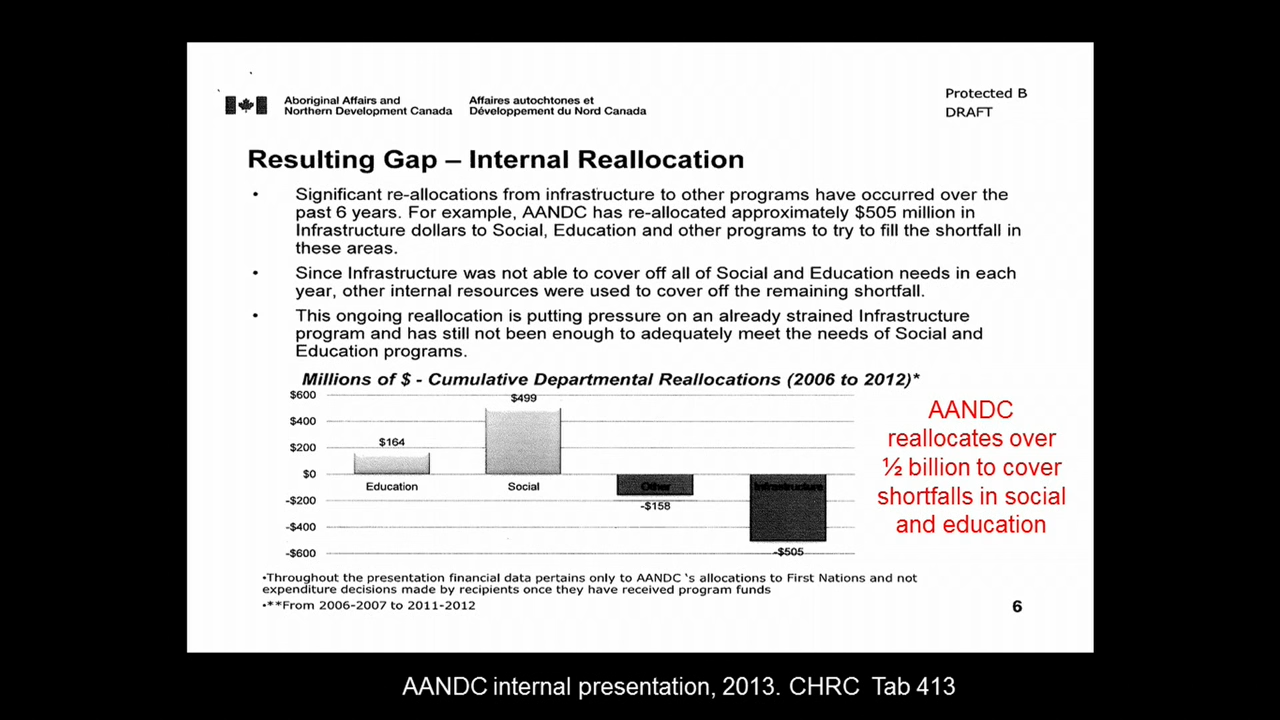 Aboriginal Affairs and
Northern Development Canada
Affaires autochtones et
Développement du Nord Canada
Protected B
DRAFT
Resulting Gap – Internal Reallocation
• Significant re-allocations from infrastructure to other programs have occurred over the
past 6 years. For example, AANDC has re-allocated approximately $505 million in
Infrastructure dollars to Social, Education and other programs to try to fill the shortfall in
these areas.
• Since Infrastructure was not able to cover off all of Social and Education needs in each
year, other internal resources were used to cover off the remaining shortfall.
• This ongoing reallocation is putting pressure on an already strained Infrastructure
program and has still not been enough to adequately meet the needs of Social and
Education programs.
Millions of $ - Cumulative Departmental Reallocations (2006 to 2012)*
$600
$400
$200
$0
-$200
-$400
-$600
$164
$499
-$158
-$505
Education
Social
Other
Infrastructure
AANDC
reallocates over
½ billion to cover
shortfalls in social
and education
•Throughout the presentation financial data pertains only to AANDC 's allocations to First Nations and not
expenditure decisions made by recipients once they have received program funds
•**From 2006-2007 to 2011-2012
6
AANDC internal presentation, 2013. CHRC Tab 413